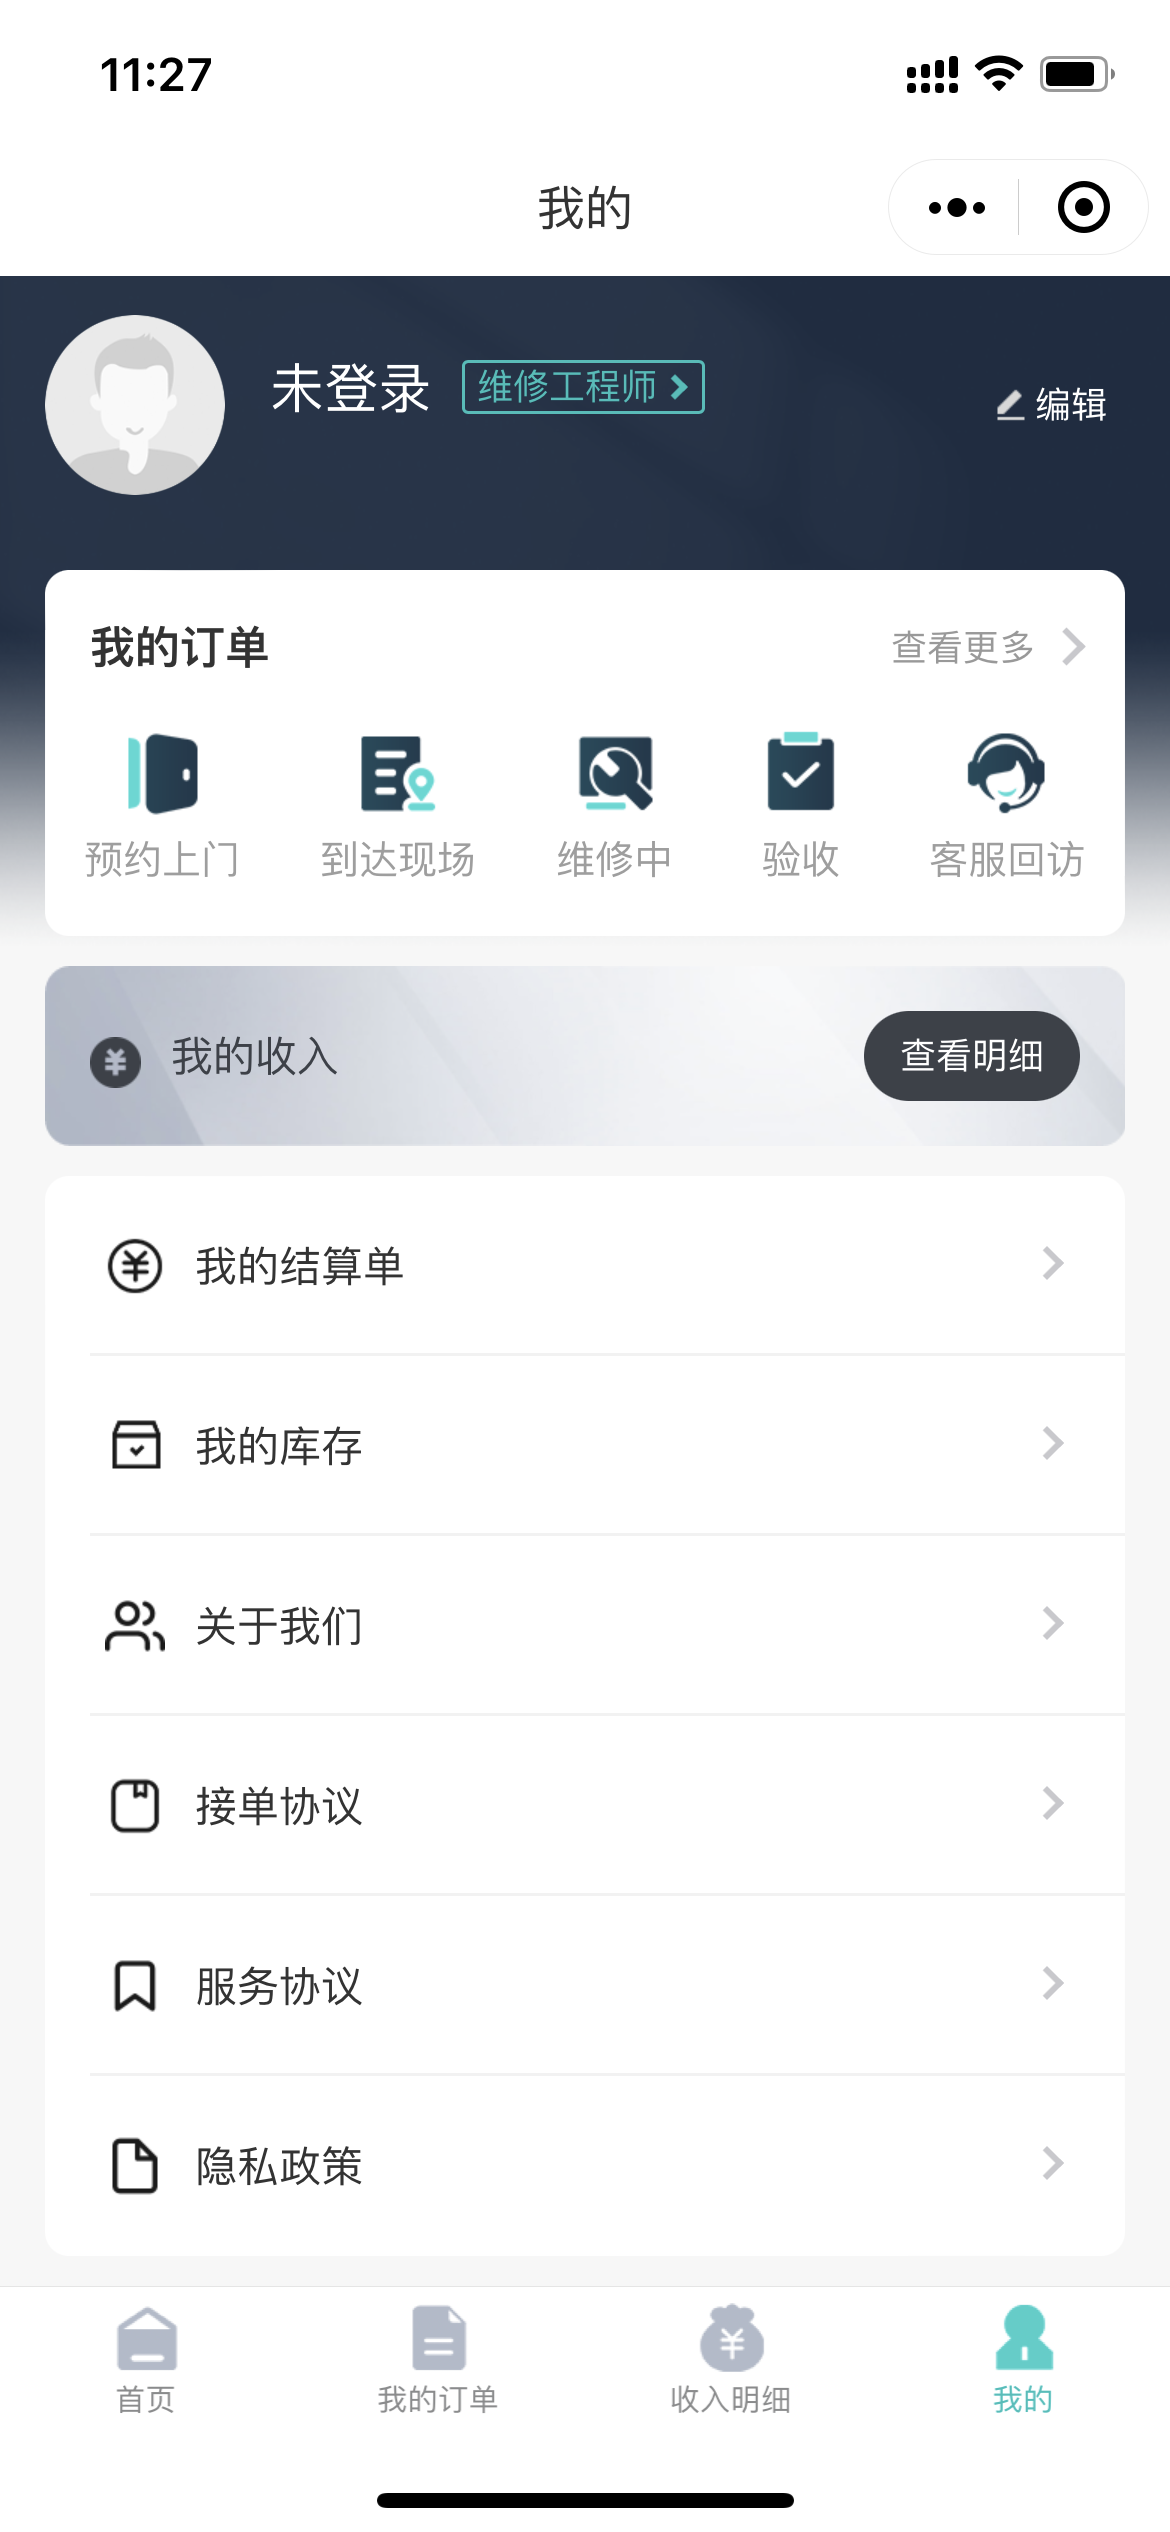 11:27
我的
未登录
维修工程师
编辑
我的订单
查看更多
预约上门 到达现场 维修中 验收 客服回访
我的收入
查看明细
我的结算单
我的库存
关于我们
接单协议
服务协议
隐私政策
首页 我的订单 收入明细 我的